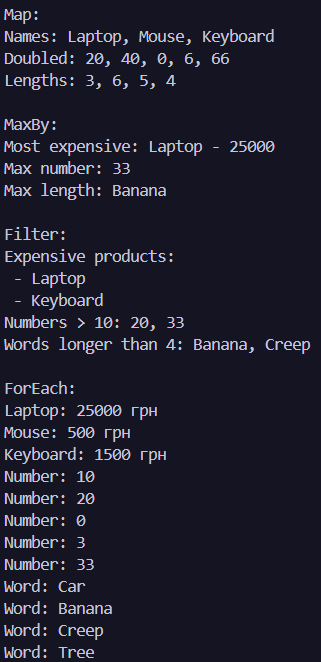 Map:
Names: Laptop, Mouse, Keyboard
Doubled: 20, 40, 0, 6, 66
Lengths: 3, 6, 5, 4
MaxBy:
Most expensive: Laptop - 25000
Max number: 33
Max length: Banana
Filter:
Expensive products:
- Laptop
- Keyboard
Numbers > 10: 20, 33
Words longer than 4: Banana, Creep
ForEach:
Laptop: 25000 грн
Mouse: 500 грн
Keyboard: 1500 грн
Number: 10
Number: 20
Number: 0
Number: 3
Number: 33
Word: Car
Word: Banana
Word: Creep
Word: Tree